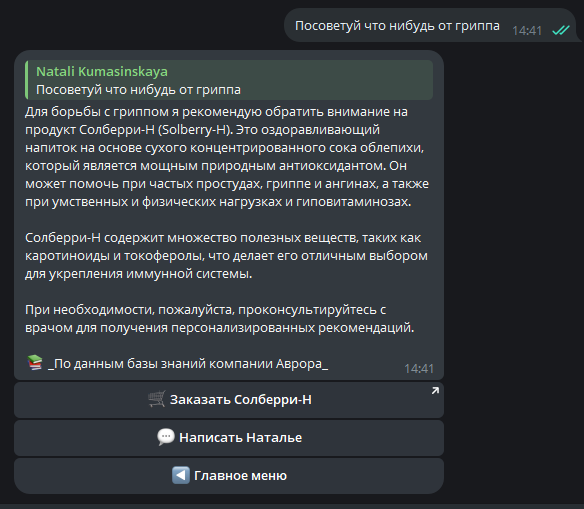 Посоветуй что нибудь от гриппа
14:41
Natali Kumasinskaya
Посоветуй что нибудь от гриппа
Для борьбы с гриппом я рекомендую обратить внимание на
продукт Солберри-Н (Solberry-H). Это оздоравливающий
напиток на основе сухого концентрированного сока облепихи,
который является мощным природным антиоксидантом. Он
может помочь при частых простудах, гриппе и ангинах, а также
при умственных и физических нагрузках и гиповитаминозах.
Солберри-Н содержит множество полезных веществ, таких как
каротиноиды и токоферолы, что делает его отличным выбором
для укрепления иммунной системы.
При необходимости, пожалуйста, проконсультируйтесь с
врачом для получения персонализированных рекомендаций.
📚 _По данным базы знаний компании Аврора_
14:41
🛒 Заказать Солберри-Н
💬 Написать Наталье
◀️ Главное меню